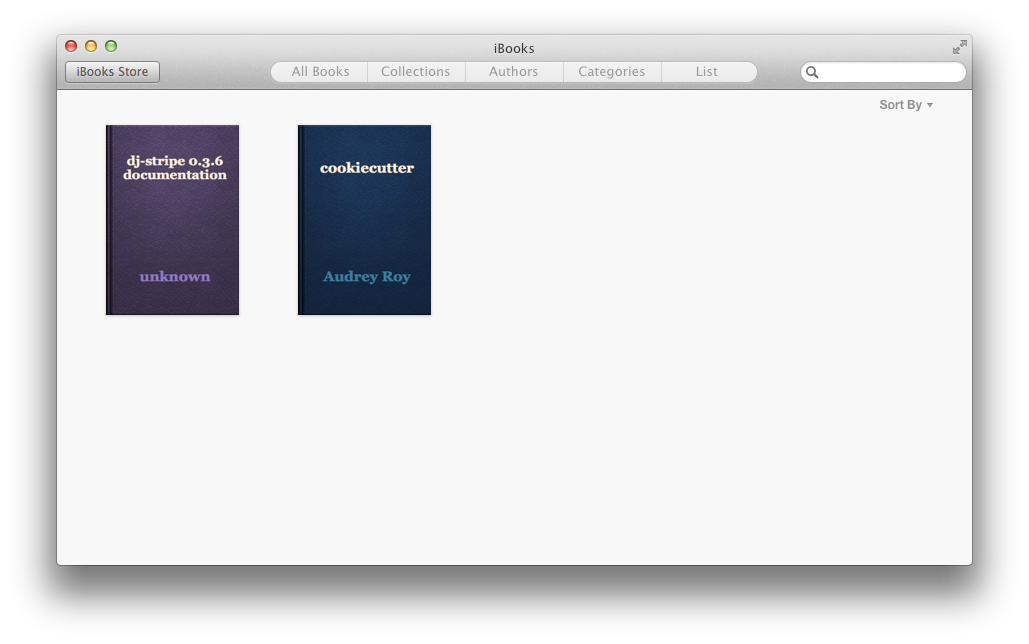 iBooks
iBooks Store
All Books
Collections
Authors
Categories
List
Sort By
dj-stripe 0.3.6
documentation
unknown
cookiecutter
Audrey Roy